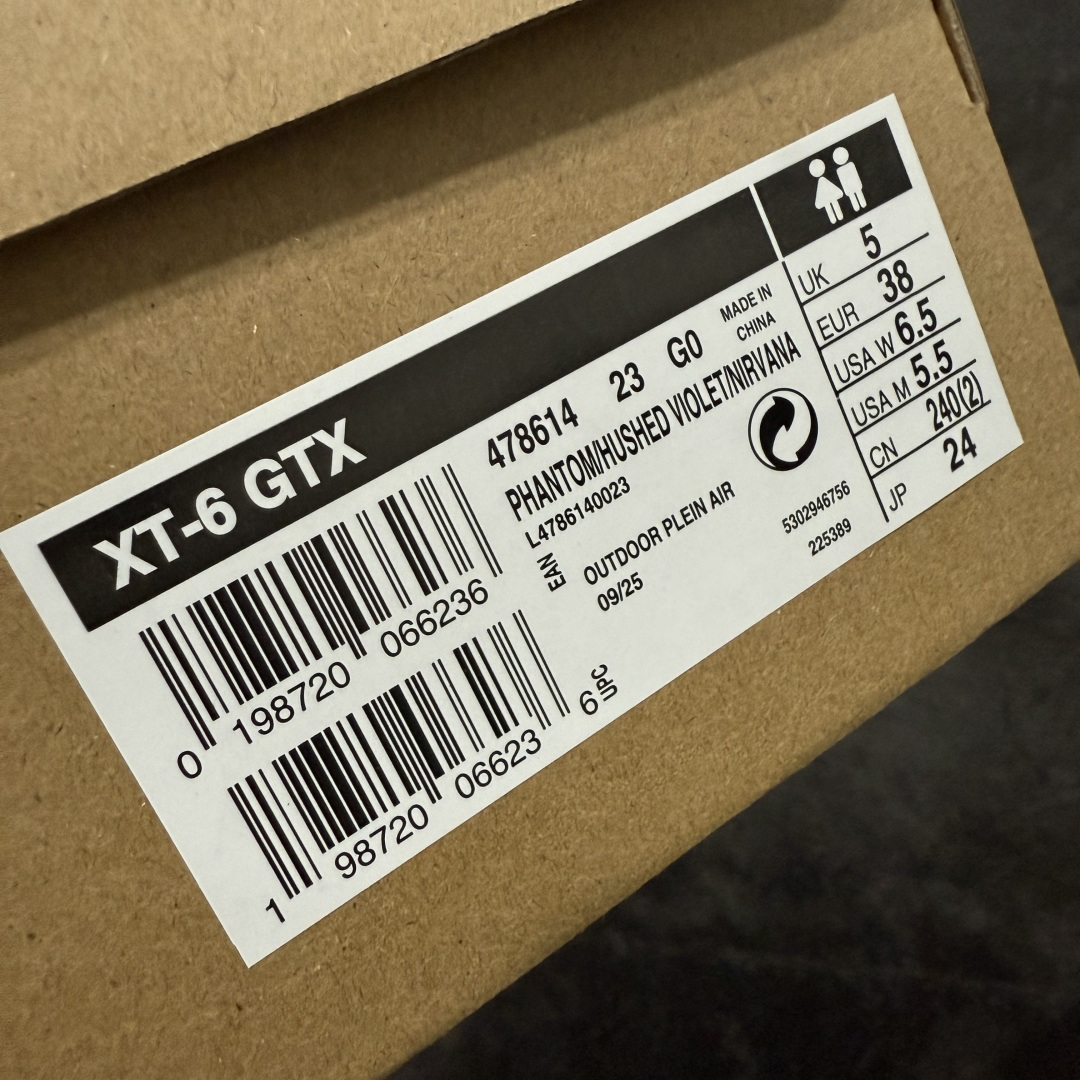 XT-6 GTX
478614 23 G0
MADE IN
CHINA
PHANTOM/HUSHED VIOLET/NIRVANA
L4786140023
EAN
OUTDOOR PLEIN AIR
09/25
5302946756
225389
0 198720 066236
1 98720 06623 6
UPC
UK 5
EUR 38
USA W 6.5
USA M 5.5
CN 240(2)
JP 24